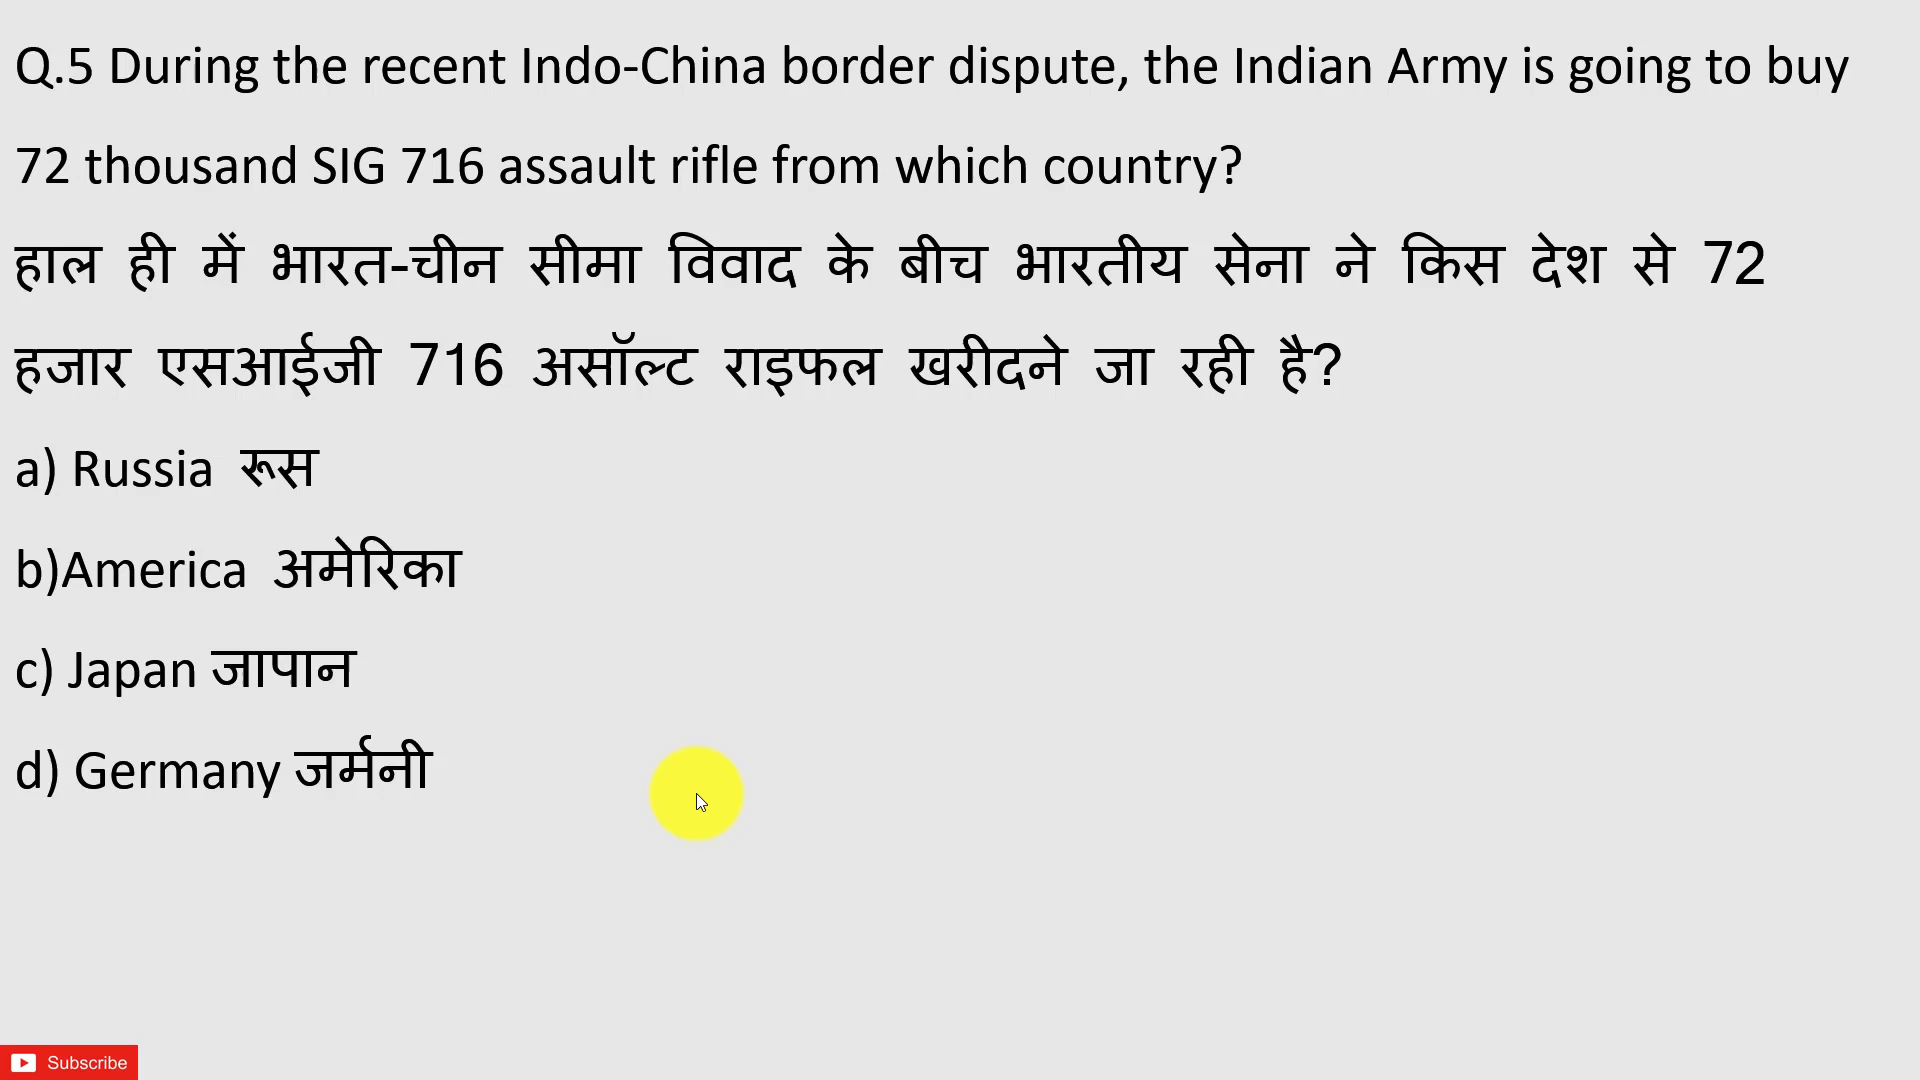 Q.5 During the recent Indo-China border dispute, the Indian Army is going to buy
72 thousand SIG 716 assault rifle from which country?
हाल ही में भारत-चीन सीमा विवाद के बीच भारतीय सेना ने किस देश से 72
हजार एसआईजी 716 असॉल्ट राइफल खरीदने जा रही है?
a) Russia रूस
b)America अमेरिका
c) Japan जापान
d) Germany जर्मनी
Subscribe